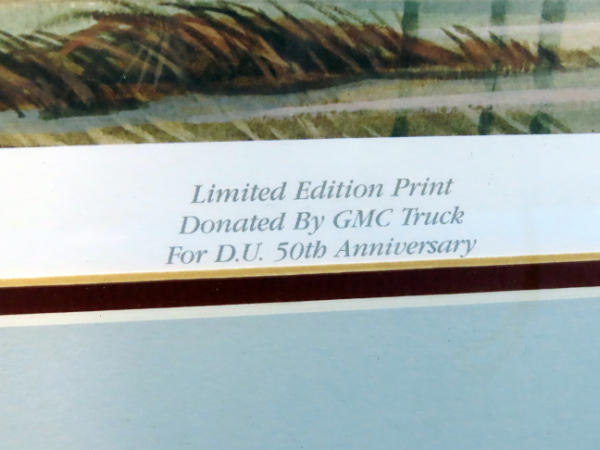 Limited Edition Print
Donated By GMC Truck
For D.U. 50th Anniversary